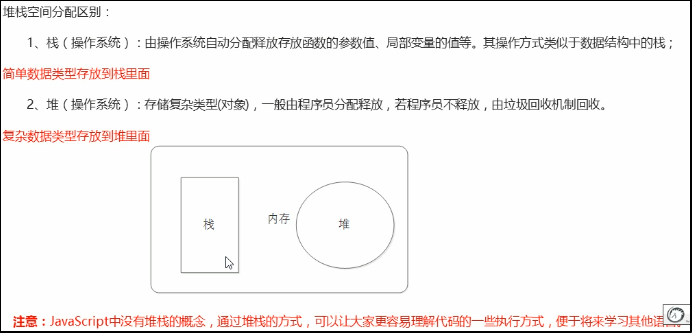 堆栈空间分配区别：
1、栈（操作系统）：由操作系统自动分配释放存放函数的参数值、局部变量的值等。其操作方式类似于数据结构中的栈；
简单数据类型存放到栈里面
2、堆（操作系统）：存储复杂类型(对象)，一般由程序员分配释放，若程序员不释放，由垃圾回收机制回收。
复杂数据类型存放到堆里面
栈
内存
堆
注意：JavaScript中没有堆栈的概念，通过堆栈的方式，可以让大家更容易理解代码的一些执行方式，便于将来学习其他语